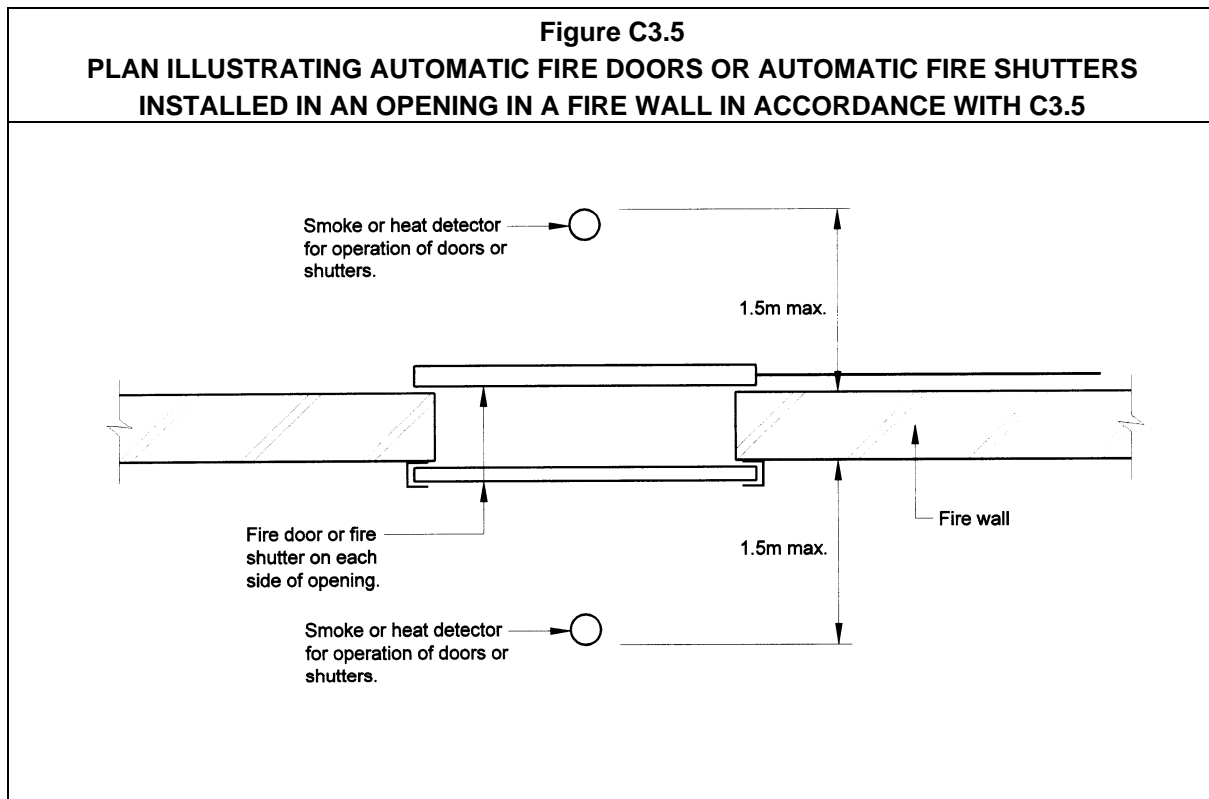 Figure C3.5
PLAN ILLUSTRATING AUTOMATIC FIRE DOORS OR AUTOMATIC FIRE SHUTTERS
INSTALLED IN AN OPENING IN A FIRE WALL IN ACCORDANCE WITH C3.5
Smoke or heat detector
for operation of doors or
shutters.
1.5m max.
Fire door or fire
shutter on each
side of opening.
Fire wall
1.5m max.
Smoke or heat detector
for operation of doors or
shutters.